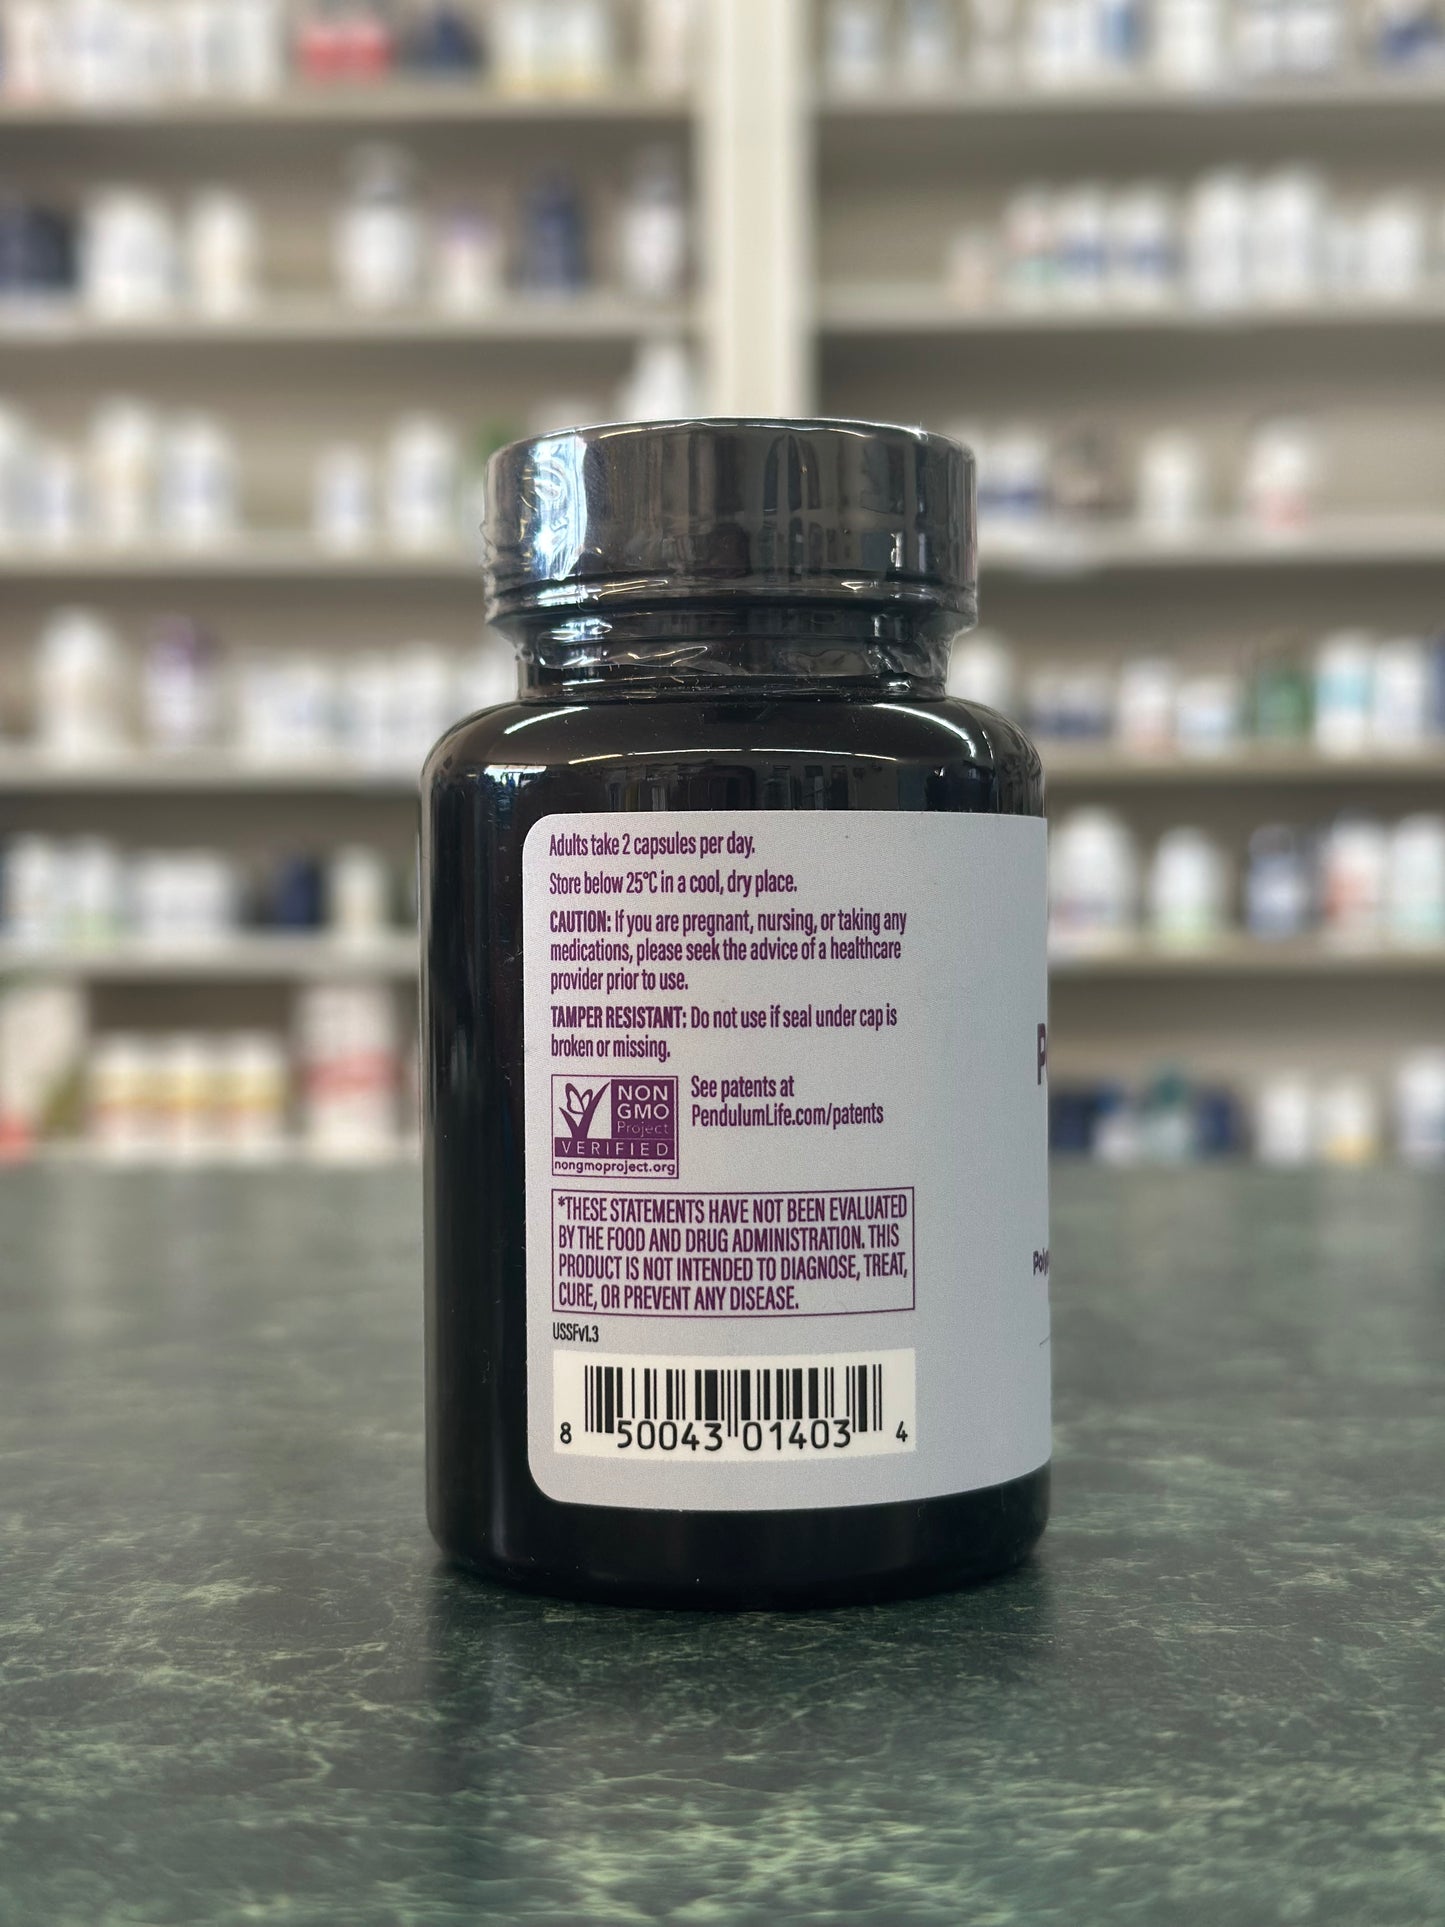 Adults take 2 capsules per day.
Store below 25°C in a cool, dry place.
CAUTION: If you are pregnant, nursing, or taking any
medications, please seek the advice of a healthcare
provider prior to use.
TAMPER RESISTANT: Do not use if seal under cap is
broken or missing.
NON
GMO
Project
VERIFIED
nongmoproject.org
See patents at
PendulumLife.com/patents
*THESE STATEMENTS HAVE NOT BEEN EVALUATED
BY THE FOOD AND DRUG ADMINISTRATION. THIS
PRODUCT IS NOT INTENDED TO DIAGNOSE, TREAT,
CURE, OR PREVENT ANY DISEASE.
USSFv1.3
8 50043 01403 4